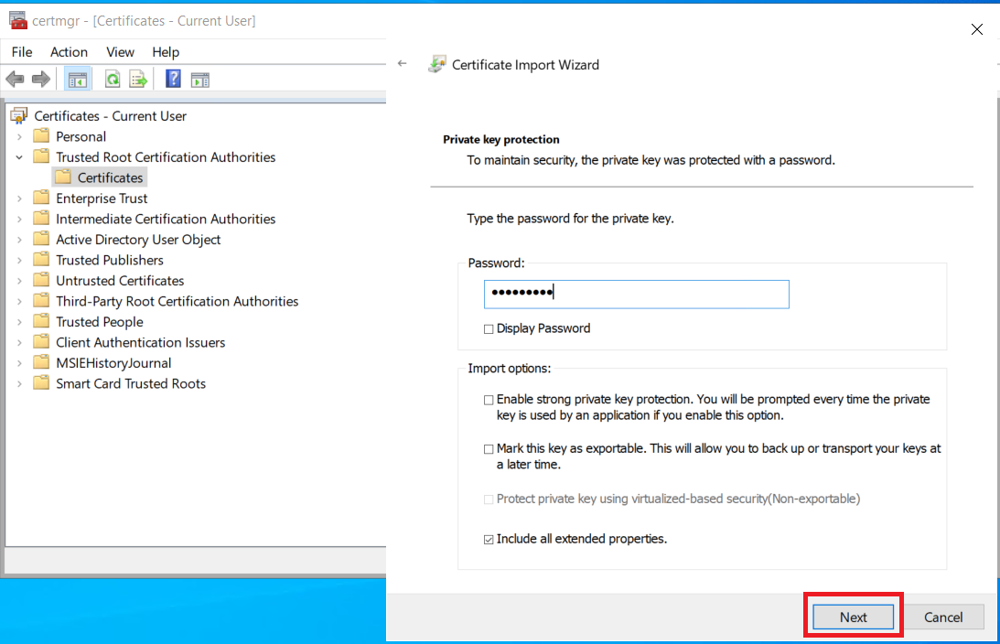 certmgr - [Certificates - Current User]
File Action View Help
Certificates - Current User
Personal
Trusted Root Certification Authorities
Certificates
Enterprise Trust
Intermediate Certification Authorities
Active Directory User Object
Trusted Publishers
Untrusted Certificates
Third-Party Root Certification Authorities
Trusted People
Client Authentication Issuers
MSIEHistoryJournal
Smart Card Trusted Roots
Certificate Import Wizard
Private key protection
To maintain security, the private key was protected with a password.
Type the password for the private key.
Password:
●●●●●●●●●
Display Password
Import options:
Enable strong private key protection. You will be prompted every time the private
key is used by an application if you enable this option.
Mark this key as exportable. This will allow you to back up or transport your keys at
a later time.
Protect private key using virtualized-based security(Non-exportable)
Include all extended properties.
Next
Cancel